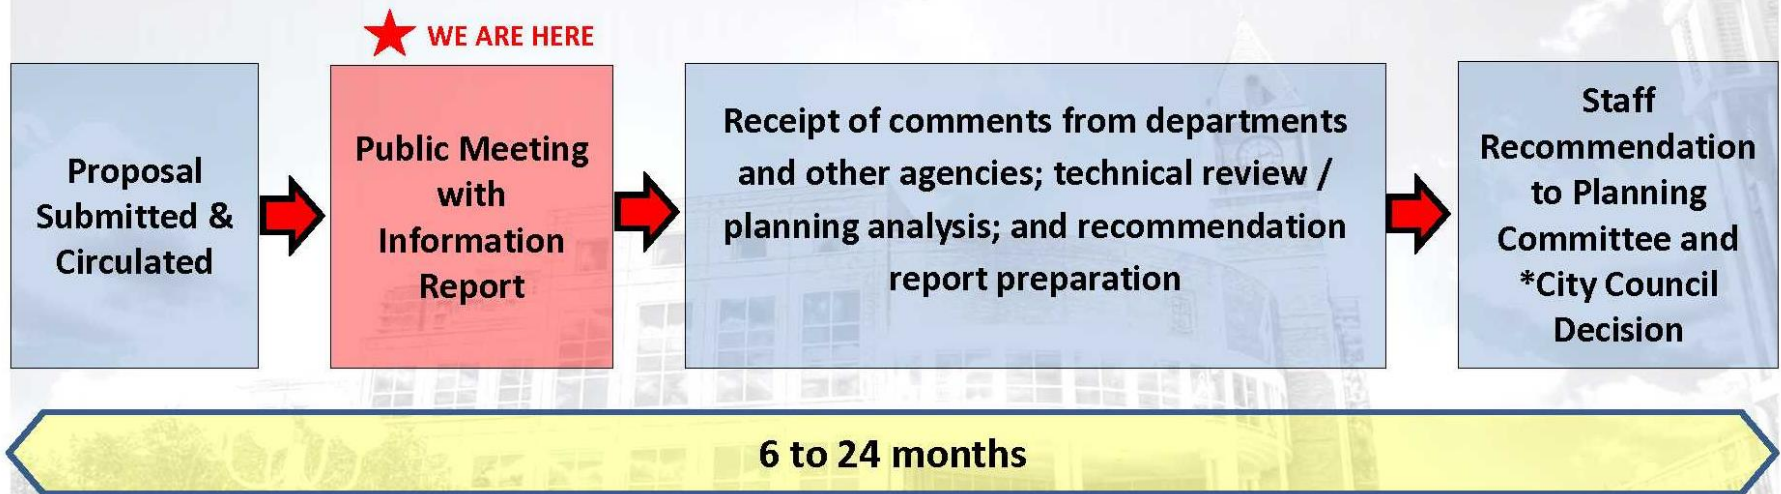 WE ARE HERE
Proposal
Submitted &
Circulated
Public Meeting
with
Information
Report
Receipt of comments from departments
and other agencies; technical review /
planning analysis; and recommendation
report preparation
Staff
Recommendation
to Planning
Committee and
*City Council
Decision
6 to 24 months